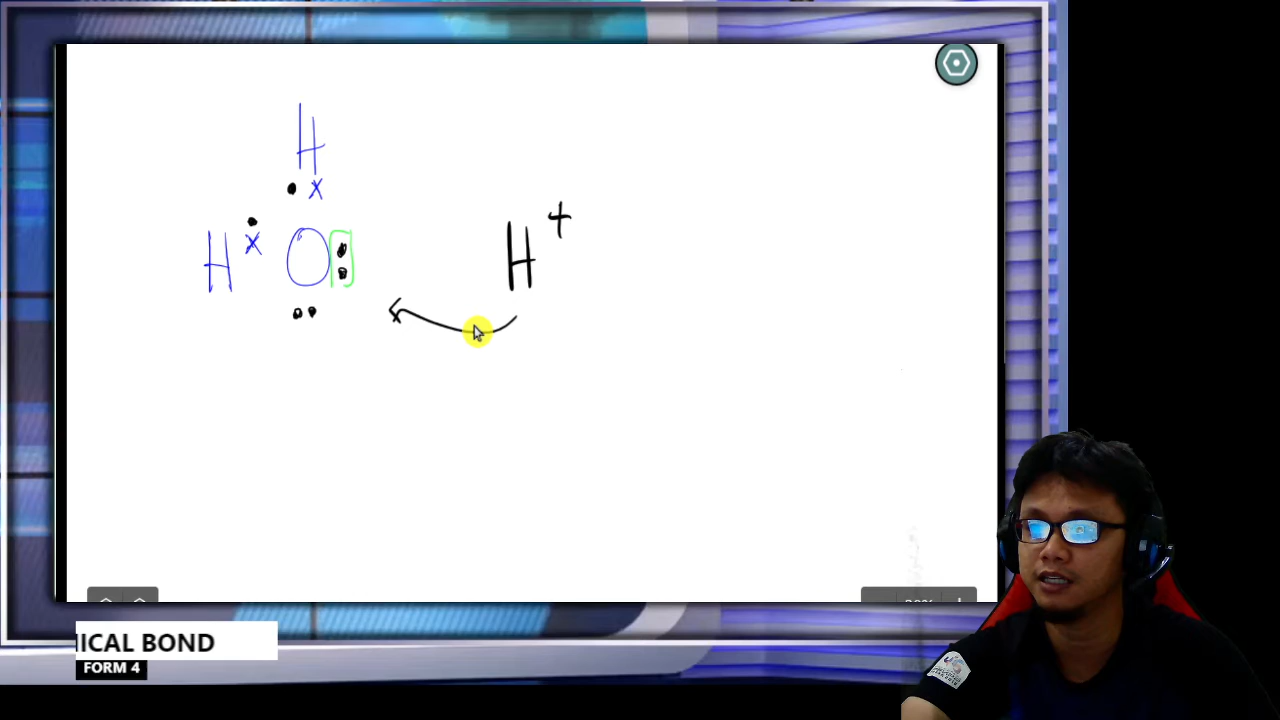 H
x
H x O H +
ICAL BOND
FORM 4